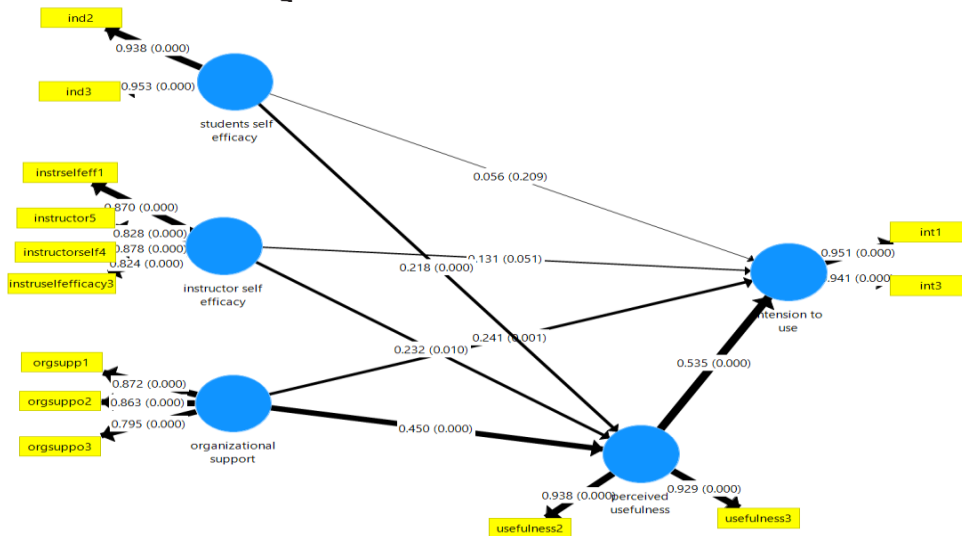 ind2
0.938 (0.000)
ind3
0.953 (0.000)
students self
efficacy
0.056 (0.209)
instrselfeff1
0.870 (0.000)
instructor5
0.828 (0.000)
instructorself4
0.878 (0.000)
0.824 (0.000)
instruselfefficacy3
instructor self
efficacy
0.131 (0.051)
0.218 (0.000)
int1
0.951 (0.000)
0.941 (0.000)
int3
intension to
use
0.241 (0.001)
0.232 (0.010)
0.535 (0.000)
orgsupp1
0.872 (0.000)
orgsuppo2
0.863 (0.000)
0.795 (0.000)
orgsuppo3
organizational
support
0.450 (0.000)
perceived
usefulness
0.938 (0.000)
0.929 (0.000)
usefulness2
usefulness3